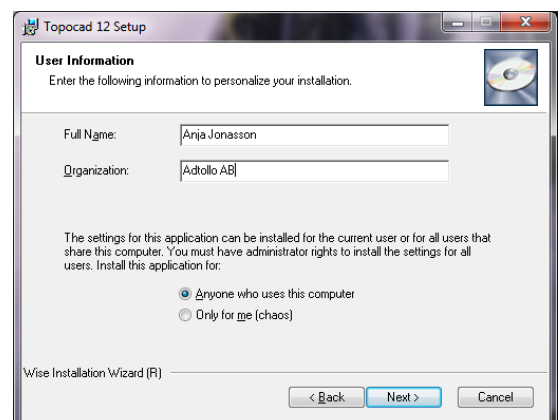 Topocad 12 Setup
User Information
Enter the following information to personalize your installation.
Full Name:
Anja Jonasson
Organization:
Adtollo AB
The settings for this application can be installed for the current user or for all users that
share this computer. You must have administrator rights to install the settings for all
users. Install this application for:
Anyone who uses this computer
Only for me (chaos)
Wise Installation Wizard (R)
< Back
Next >
Cancel